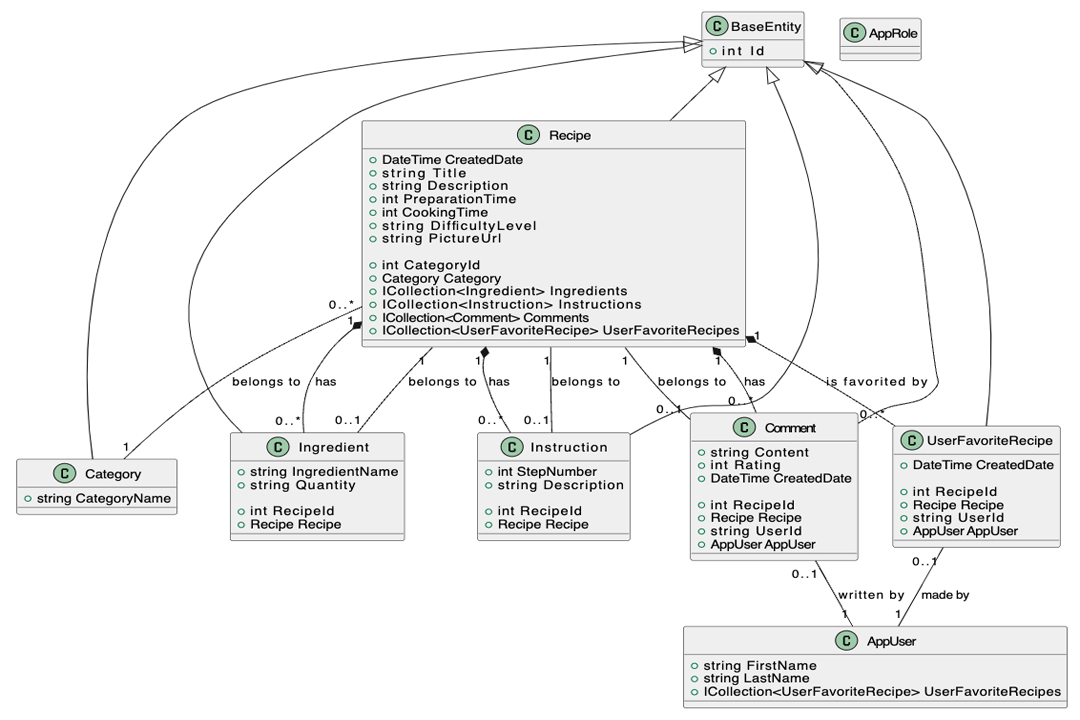 C BaseEntity
int Id
C AppRole
C Recipe
DateTime CreatedDate
string Title
string Description
int PreparationTime
int CookingTime
string DifficultyLevel
string PictureUrl
int CategoryId
Category Category
ICollection<Ingredient> Ingredients
ICollection<Instruction> Instructions
ICollection<Comment> Comments
ICollection<UserFavoriteRecipe> UserFavoriteRecipes
0..*
1
1
1
1
1
1
1
belongs to
has
belongs to
has
belongs to
belongs to
has
is favorited by
1
0..*
0..1
0..*
0..1
0..1
0..*
0..*
C Category
string CategoryName
C Ingredient
string IngredientName
string Quantity
int RecipeId
Recipe Recipe
C Instruction
int StepNumber
string Description
int RecipeId
Recipe Recipe
C Comment
string Content
int Rating
DateTime CreatedDate
int RecipeId
Recipe Recipe
string UserId
AppUser AppUser
C UserFavoriteRecipe
DateTime CreatedDate
int RecipeId
Recipe Recipe
string UserId
AppUser AppUser
0..1
0..1
written by
made by
1
1
C AppUser
string FirstName
string LastName
ICollection<UserFavoriteRecipe> UserFavoriteRecipes